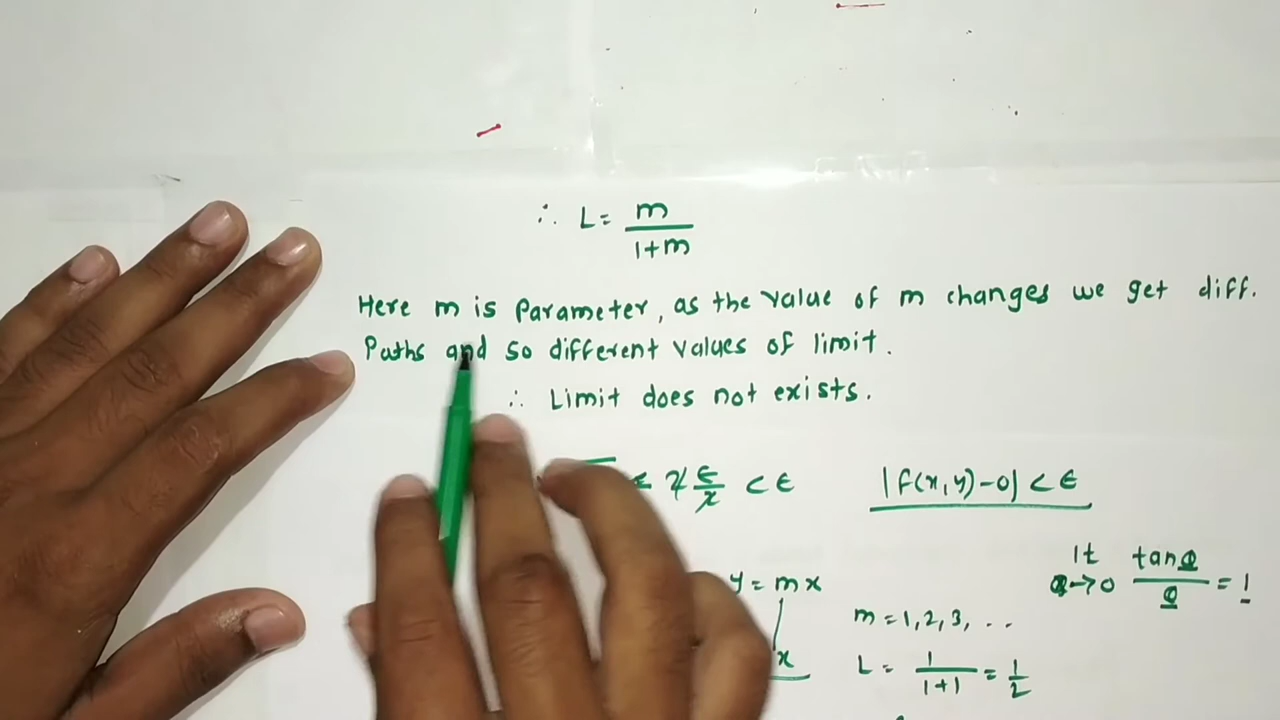 ∴ L = m/(1+m)
Here m is Parameter, as the value of m changes we get diff.
Paths and so different values of limit.
∴ Limit does not exists.
< ε
|f(x,y)-0| < ε
lt θ→0 tanθ/θ = 1
y = mx
m = 1, 2, 3, ...
x
L = 1/(1+1) = 1/2